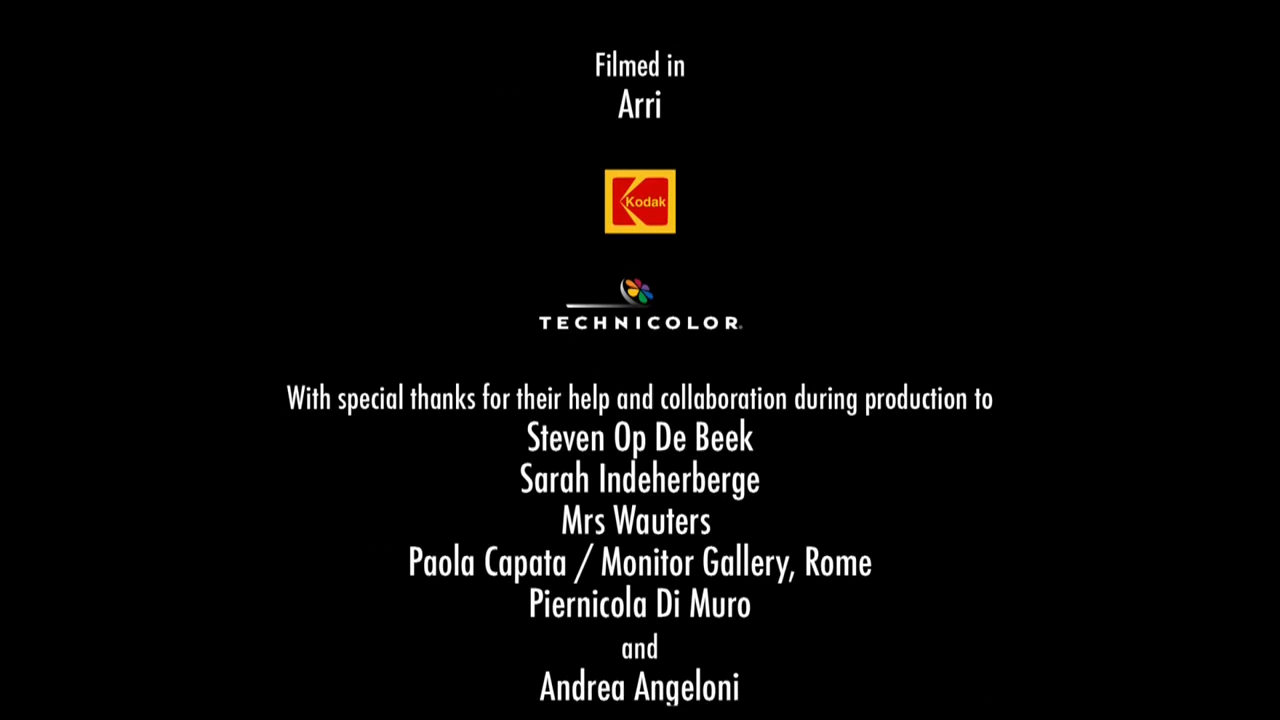 Filmed in
Arri
Kodak
TECHNICOLOR®
With special thanks for their help and collaboration during production to
Steven Op De Beek
Sarah Indeherberge
Mrs Wauters
Paola Capata / Monitor Gallery, Rome
Piernicola Di Muro
and
Andrea Angeloni